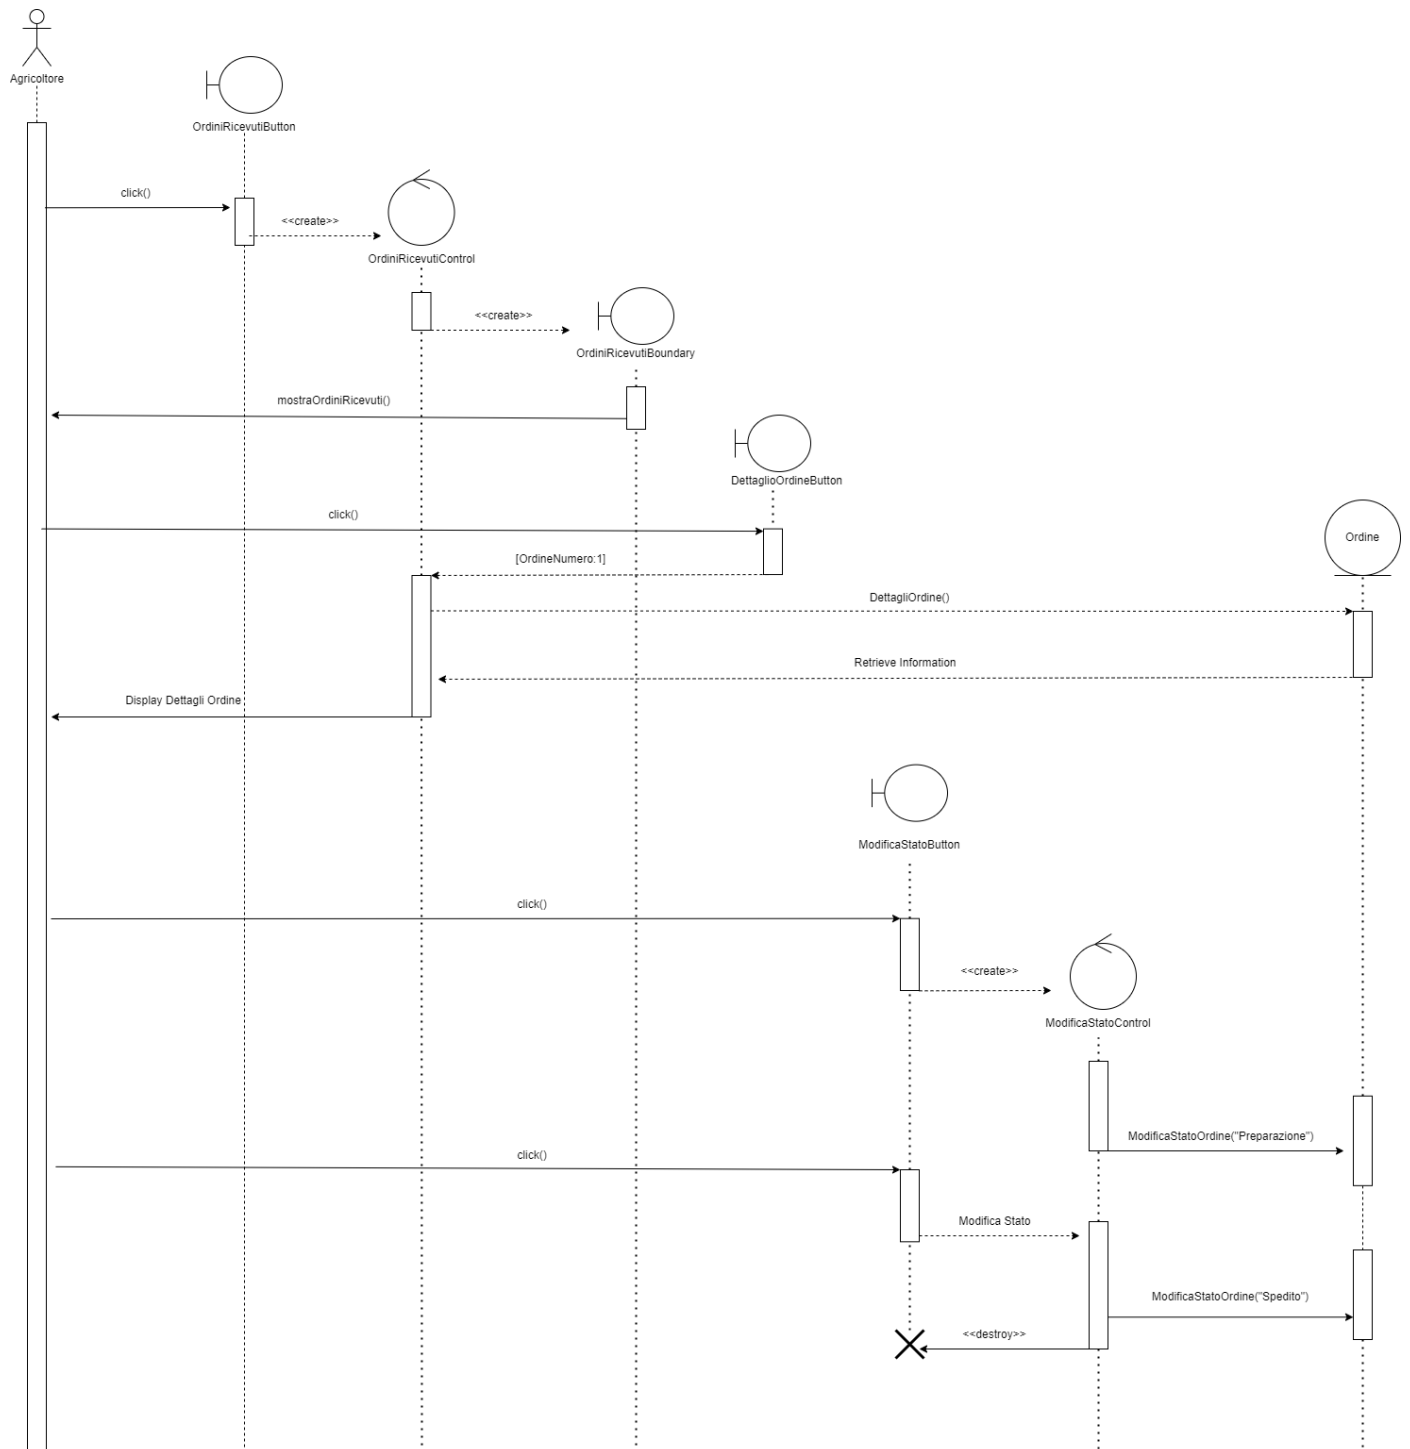 Agricoltore
OrdiniRicevutiButton
click()
<<create>>
OrdiniRicevutiControl
<<create>>
OrdiniRicevutiBoundary
mostraOrdiniRicevuti()
DettaglioOrdineButton
click()
Ordine
[OrdineNumero:1]
DettagliOrdine()
Retrieve Information
Display Dettagli Ordine
ModificaStatoButton
click()
<<create>>
ModificaStatoControl
ModificaStatoOrdine("Preparazione")
click()
Modifica Stato
ModificaStatoOrdine("Spedito")
<<destroy>>